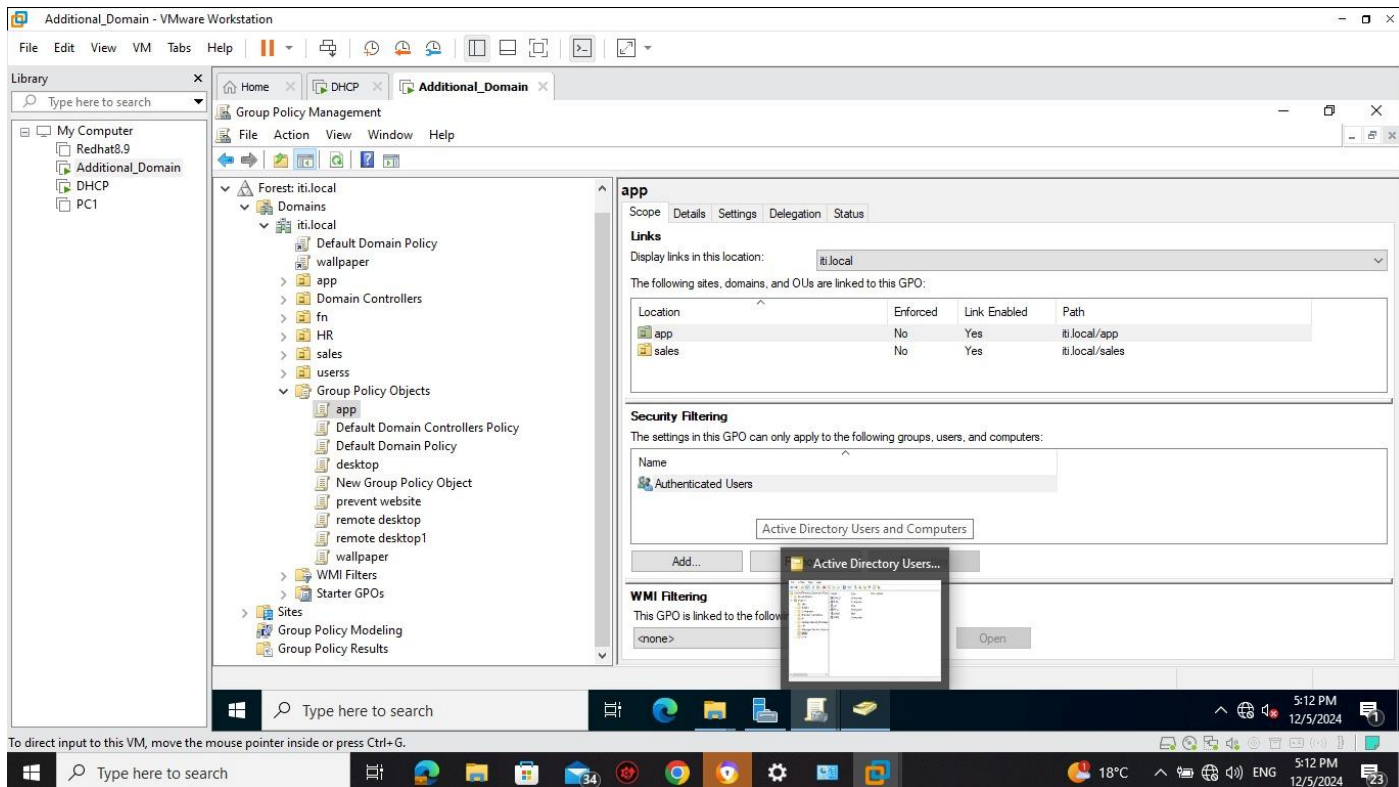 Additional_Domain - VMware Workstation
File Edit View VM Tabs Help
Library
Type here to search
My Computer
Redhat8.9
Additional_Domain
DHCP
PC1
Home DHCP Additional_Domain
Group Policy Management
File Action View Window Help
Forest: iti.local
Domains
iti.local
Default Domain Policy
wallpaper
app
Domain Controllers
fn
HR
sales
userss
Group Policy Objects
app
Default Domain Controllers Policy
Default Domain Policy
desktop
New Group Policy Object
prevent website
remote desktop
remote desktop1
wallpaper
WMI Filters
Starter GPOs
Sites
Group Policy Modeling
Group Policy Results
app
Scope Details Settings Delegation Status
Links
Display links in this location: iti.local
The following sites, domains, and OUs are linked to this GPO:
Location Enforced Link Enabled Path
app No Yes iti.local/app
sales No Yes iti.local/sales
Security Filtering
The settings in this GPO can only apply to the following groups, users, and computers:
Name
Authenticated Users
Active Directory Users and Computers
Add...
Active Directory Users...
WMI Filtering
This GPO is linked to the follow
<none> Open
Type here to search
5:12 PM
12/5/2024
1
To direct input to this VM, move the mouse pointer inside or press Ctrl+G.
Type here to search
34
18°C
ENG
5:12 PM
12/5/2024
23